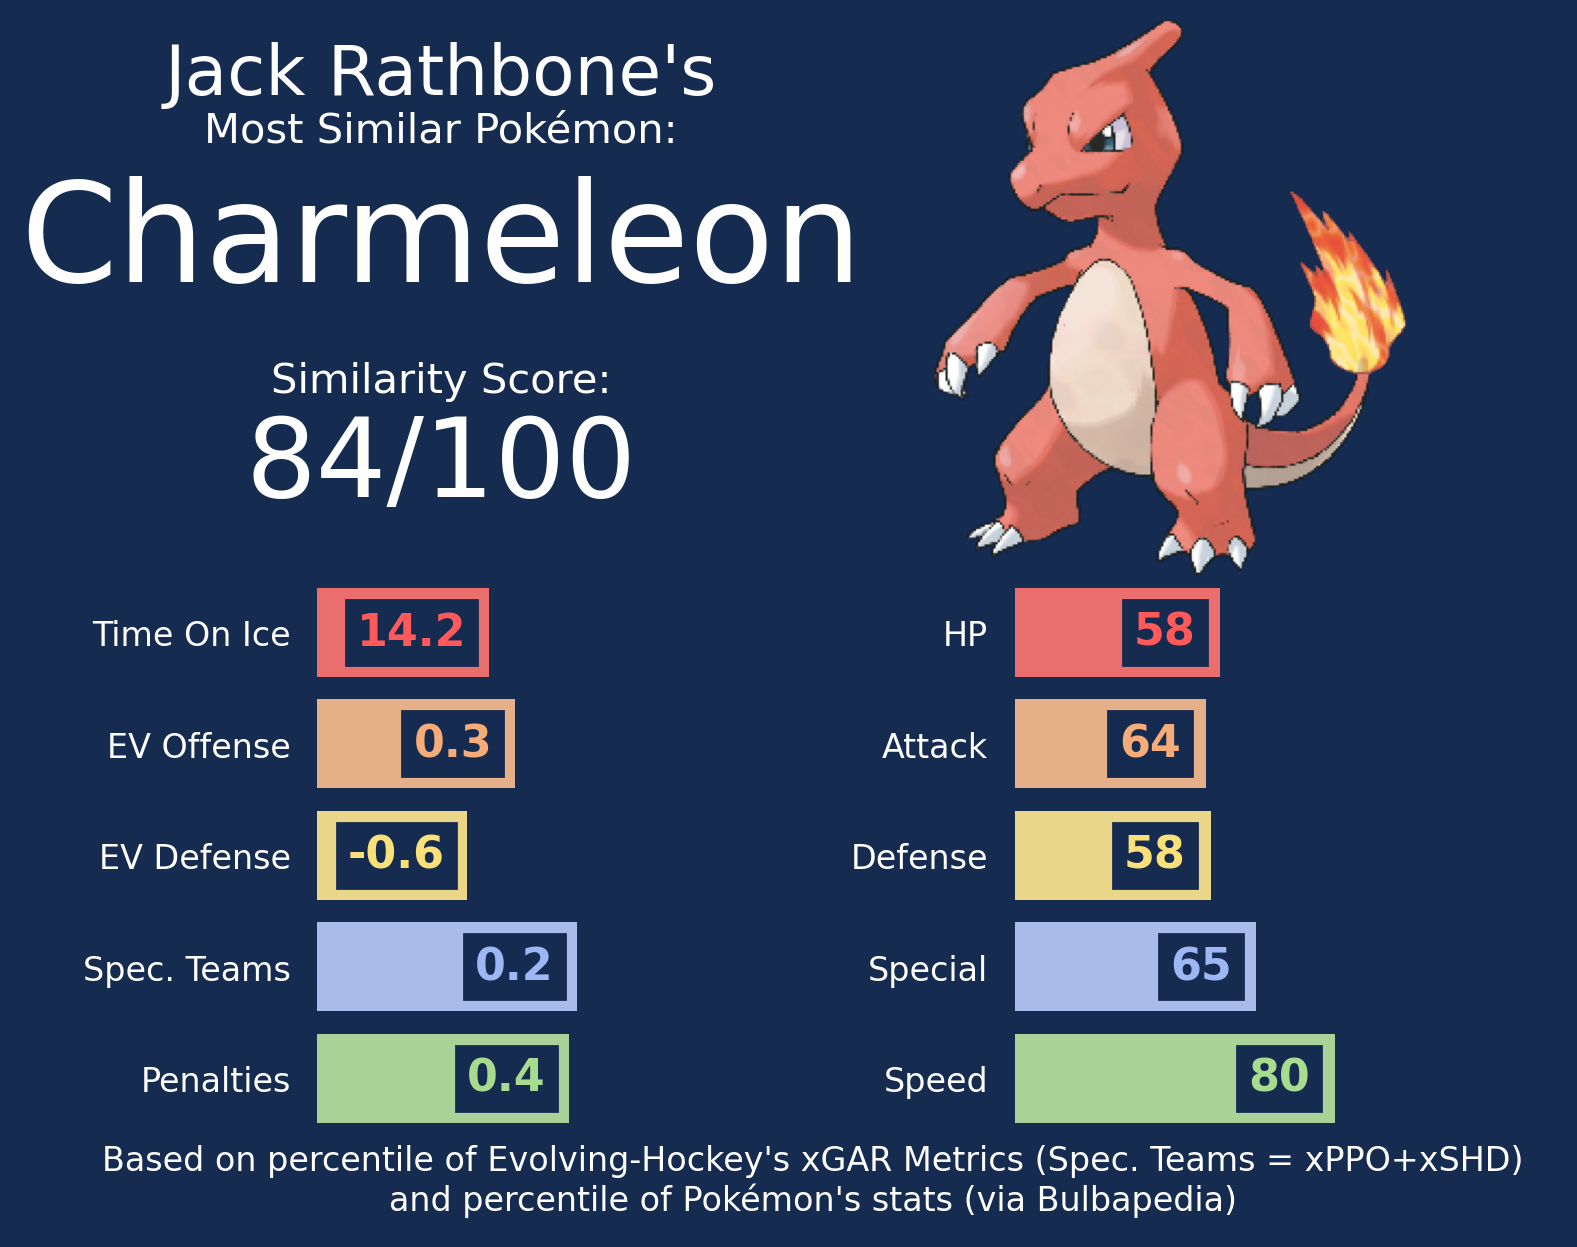 Jack Rathbone's
Most Similar Pokémon:
Charmeleon
Similarity Score:
84/100
Time On Ice 14.2
EV Offense 0.3
EV Defense -0.6
Spec. Teams 0.2
Penalties 0.4
HP 58
Attack 64
Defense 58
Special 65
Speed 80
Based on percentile of Evolving-Hockey's xGAR Metrics (Spec. Teams = xPPO+xSHD)
and percentile of Pokémon's stats (via Bulbapedia)